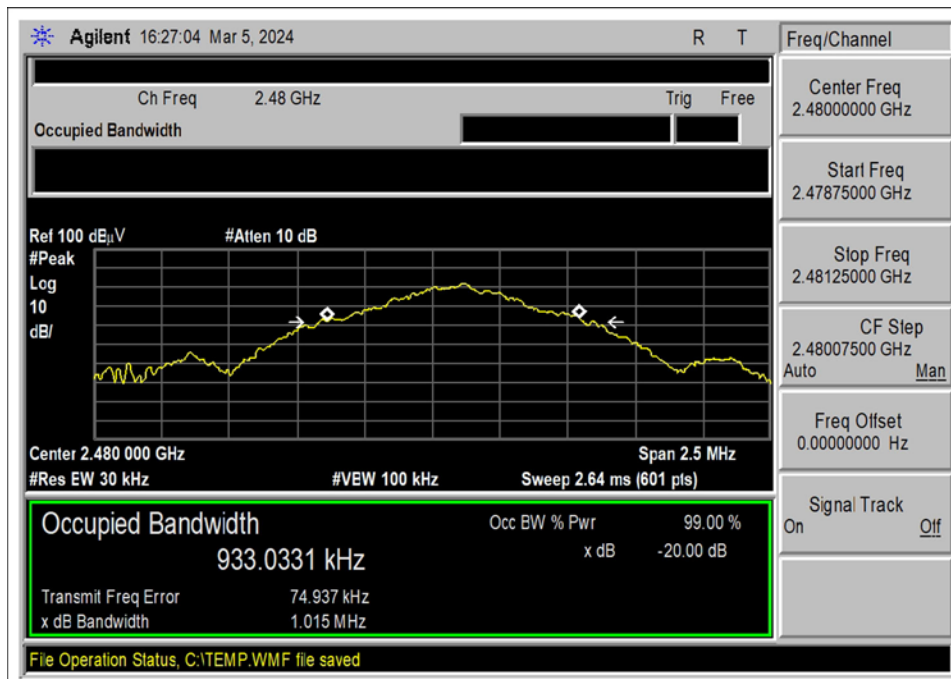 Agilent 16:27:04 Mar 5, 2024 R T
Freq/Channel
Ch Freq 2.48 GHz Trig Free
Occupied Bandwidth
Center Freq
2.48000000 GHz
Start Freq
2.47875000 GHz
Stop Freq
2.48125000 GHz
CF Step
2.48007500 GHz
Auto Man
Freq Offset
0.00000000 Hz
Signal Track
On Off
Ref 100 dBµV #Atten 10 dB
#Peak
Log
10
dB/
Center 2.480 000 GHz Span 2.5 MHz
#Res EW 30 kHz #VBW 100 kHz Sweep 2.64 ms (601 pts)
Occupied Bandwidth Occ BW % Pwr 99.00 %
933.0331 kHz x dB -20.00 dB
Transmit Freq Error 74.937 kHz
x dB Bandwidth 1.015 MHz
File Operation Status, C:\TEMP.WMF file saved